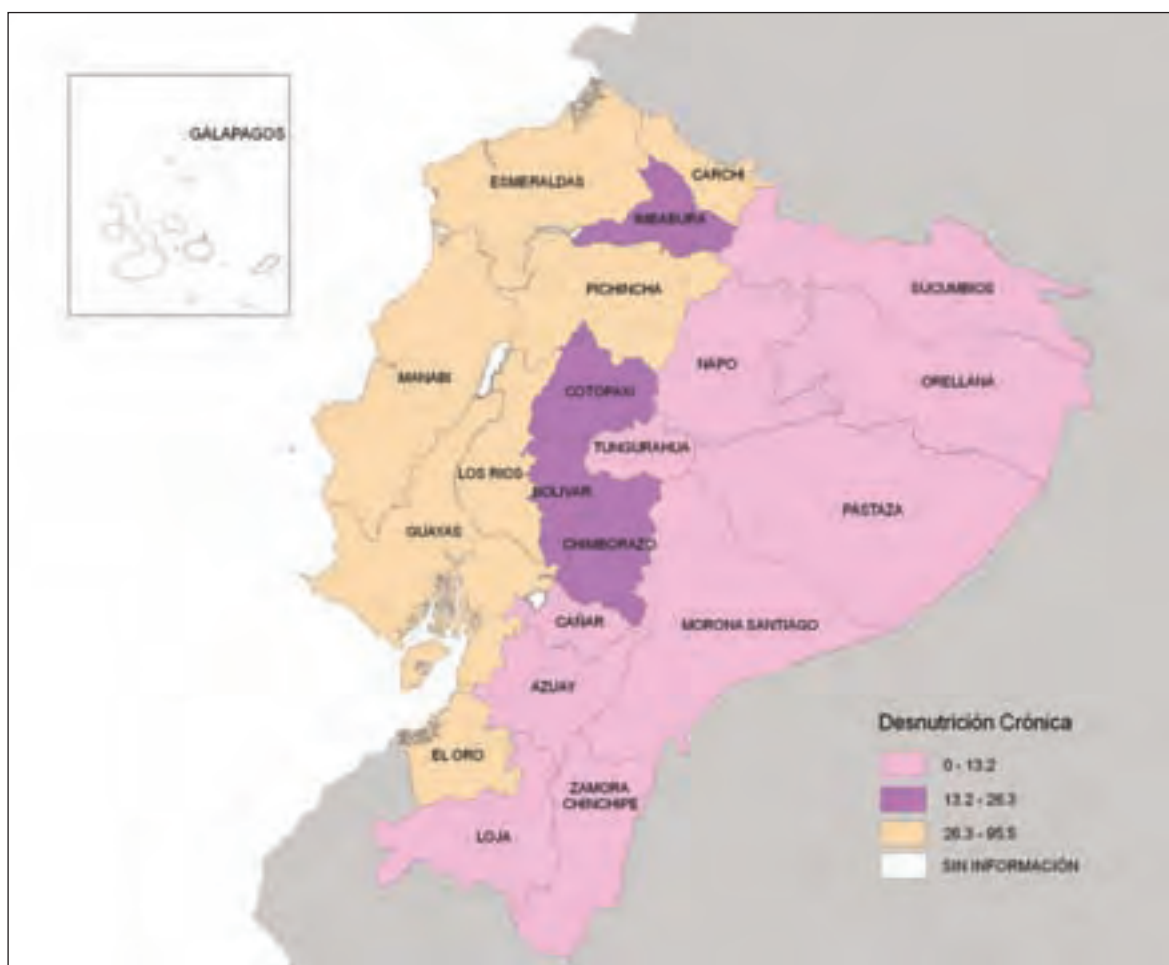 GALAPAGOS
ESMERALDAS
CARCHI
IMBABURA
PICHINCHA
SUCUMBIOS
NAPO
MANABI
COTOPAXI
ORELLANA
TUNGURAHUA
LOS RIOS
BOLIVAR
PASTAZA
GUAYAS
CHIMBORAZO
CAÑAR
MORONA SANTIAGO
AZUAY
Desnutrición Crónica
EL ORO
0 - 13.2
ZAMORA
CHINCHIPE
13.2 - 26.3
LOJA
26.3 - 95.5
SIN INFORMACIÓN